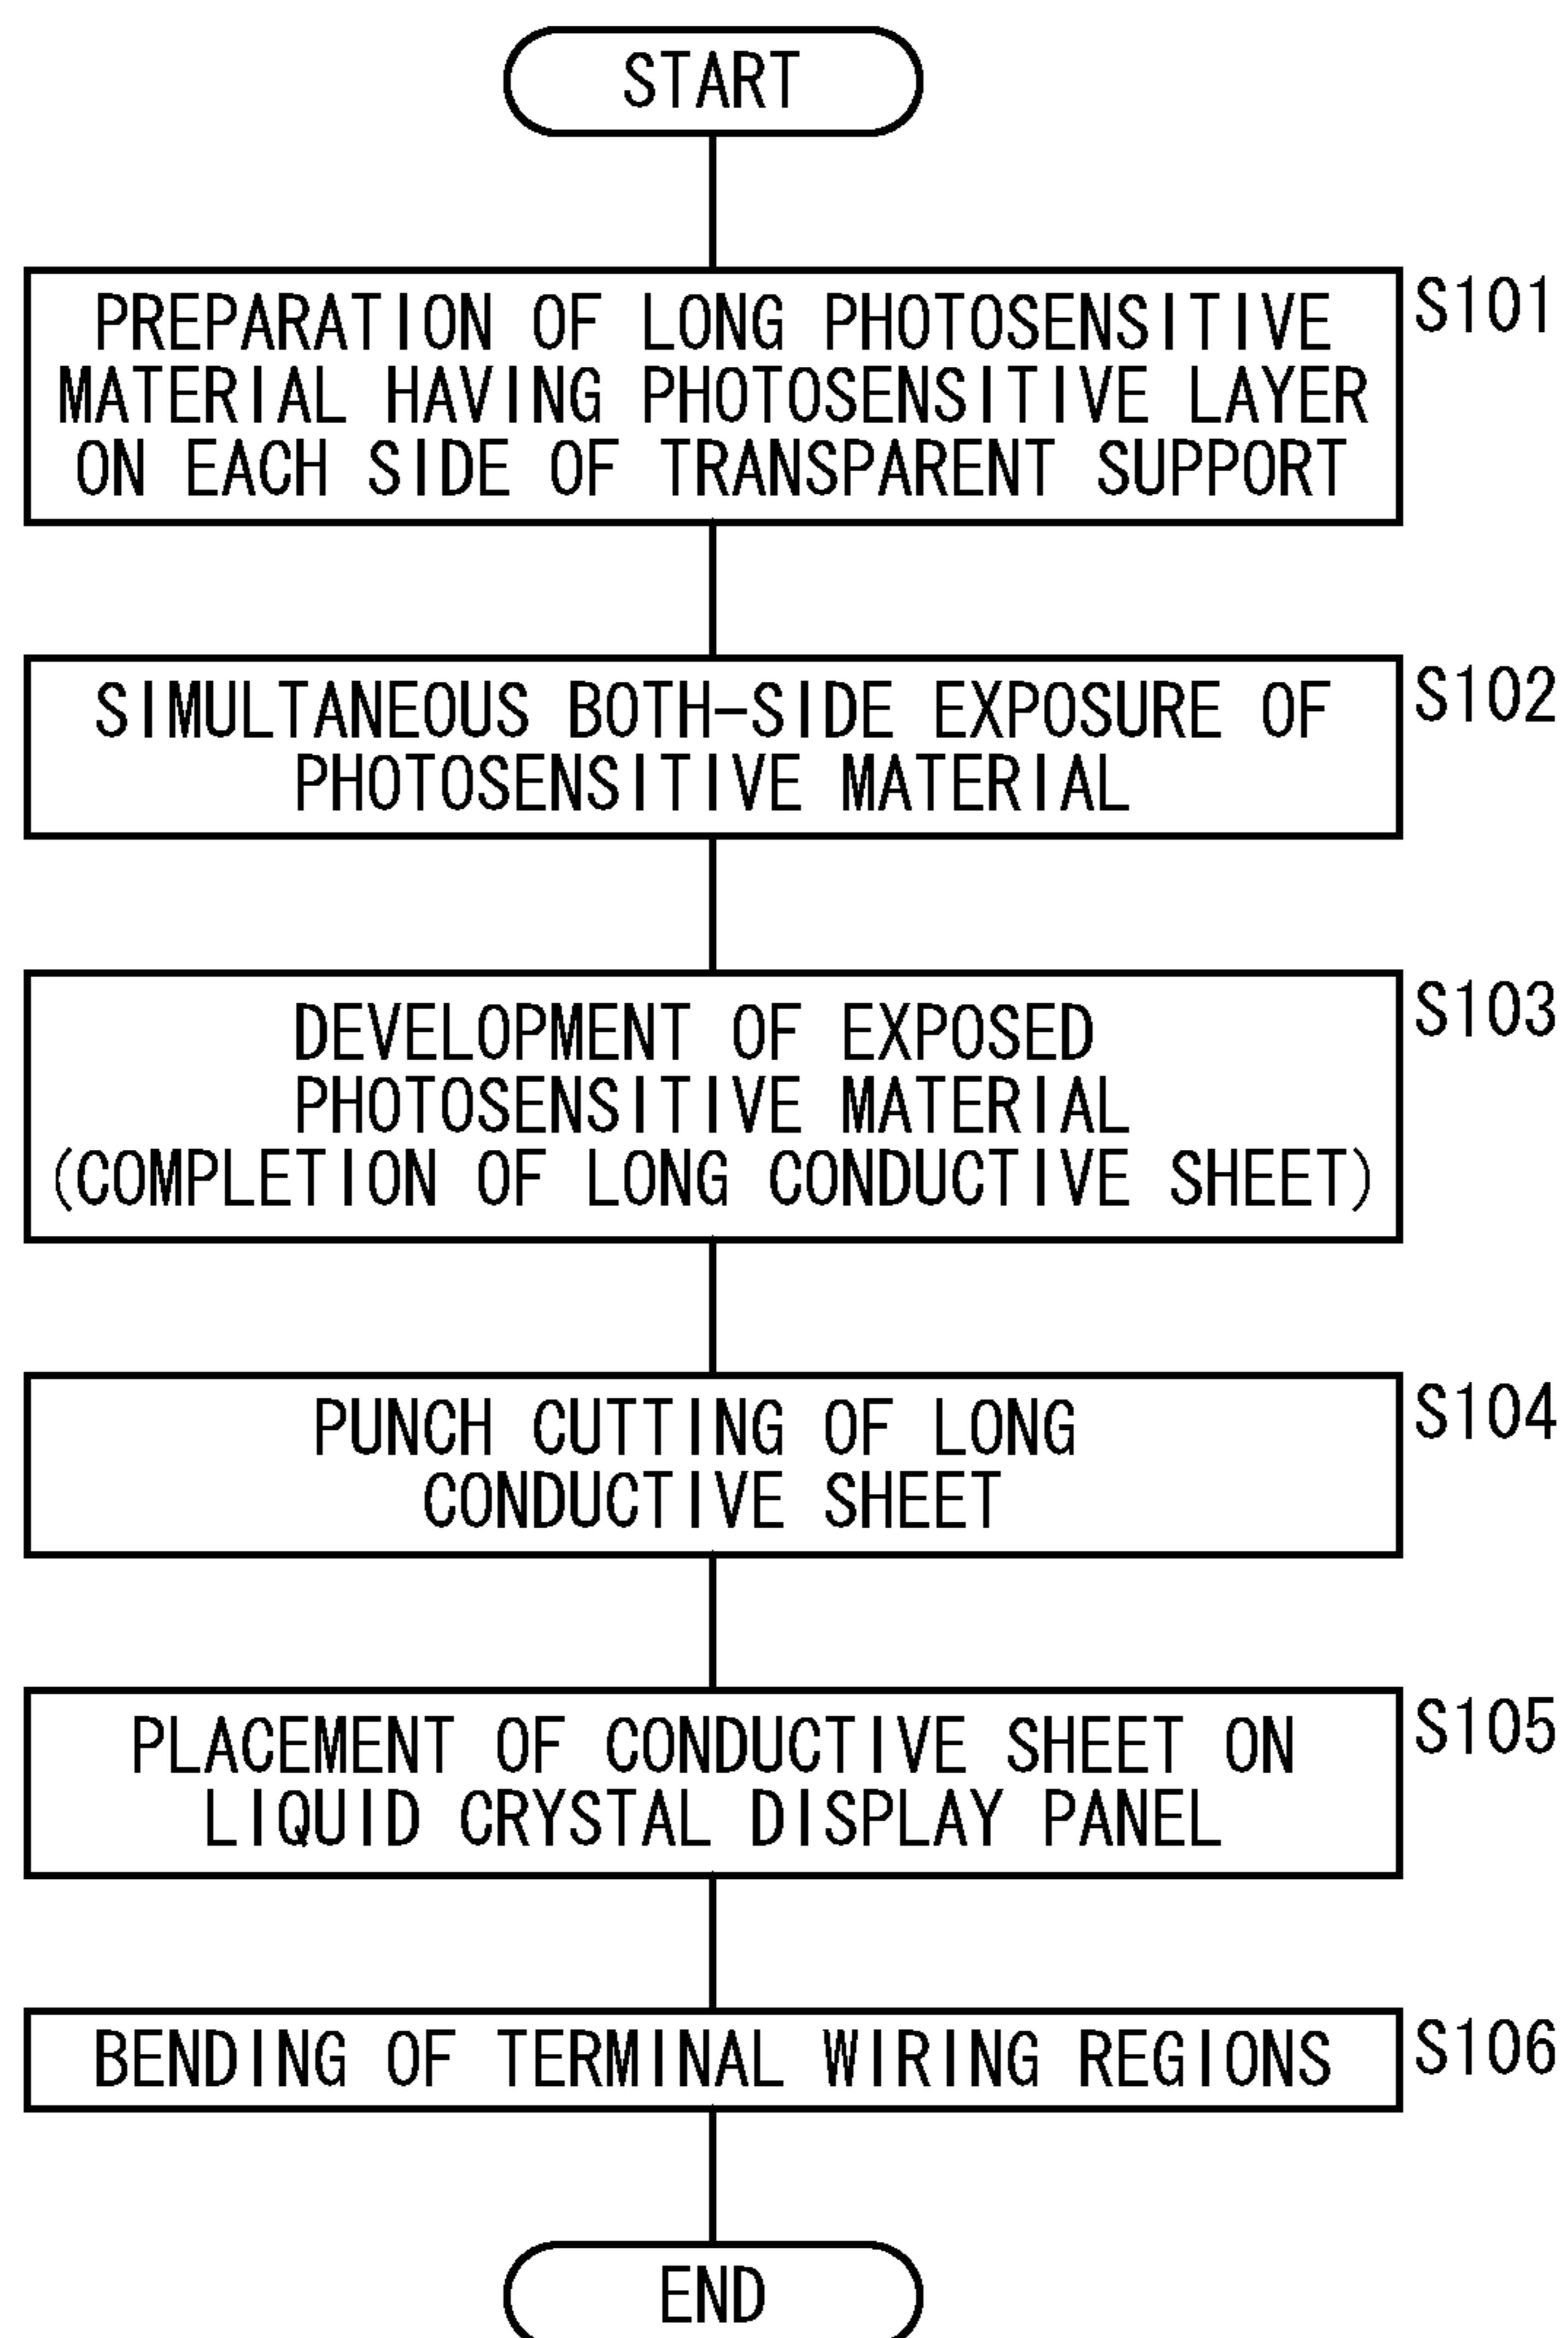 START
S101
PREPARATION OF LONG PHOTOSENSITIVE
MATERIAL HAVING PHOTOSENSITIVE LAYER
ON EACH SIDE OF TRANSPARENT SUPPORT
S102
SIMULTANEOUS BOTH-SIDE EXPOSURE OF
PHOTOSENSITIVE MATERIAL
S103
DEVELOPMENT OF EXPOSED
PHOTOSENSITIVE MATERIAL
(COMPLETION OF LONG CONDUCTIVE SHEET)
S104
PUNCH CUTTING OF LONG
CONDUCTIVE SHEET
S105
PLACEMENT OF CONDUCTIVE SHEET ON
LIQUID CRYSTAL DISPLAY PANEL
S106
BENDING OF TERMINAL WIRING REGIONS
END